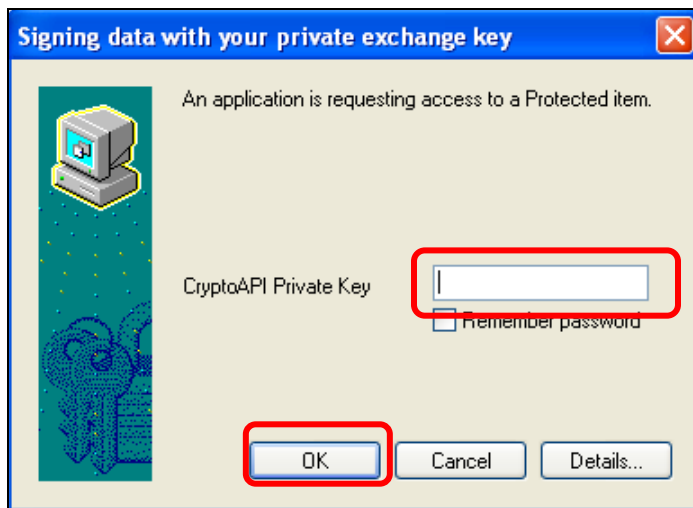 Signing data with your private exchange key
An application is requesting access to a Protected item.
CryptoAPI Private Key
Remember password
OK
Cancel
Details...